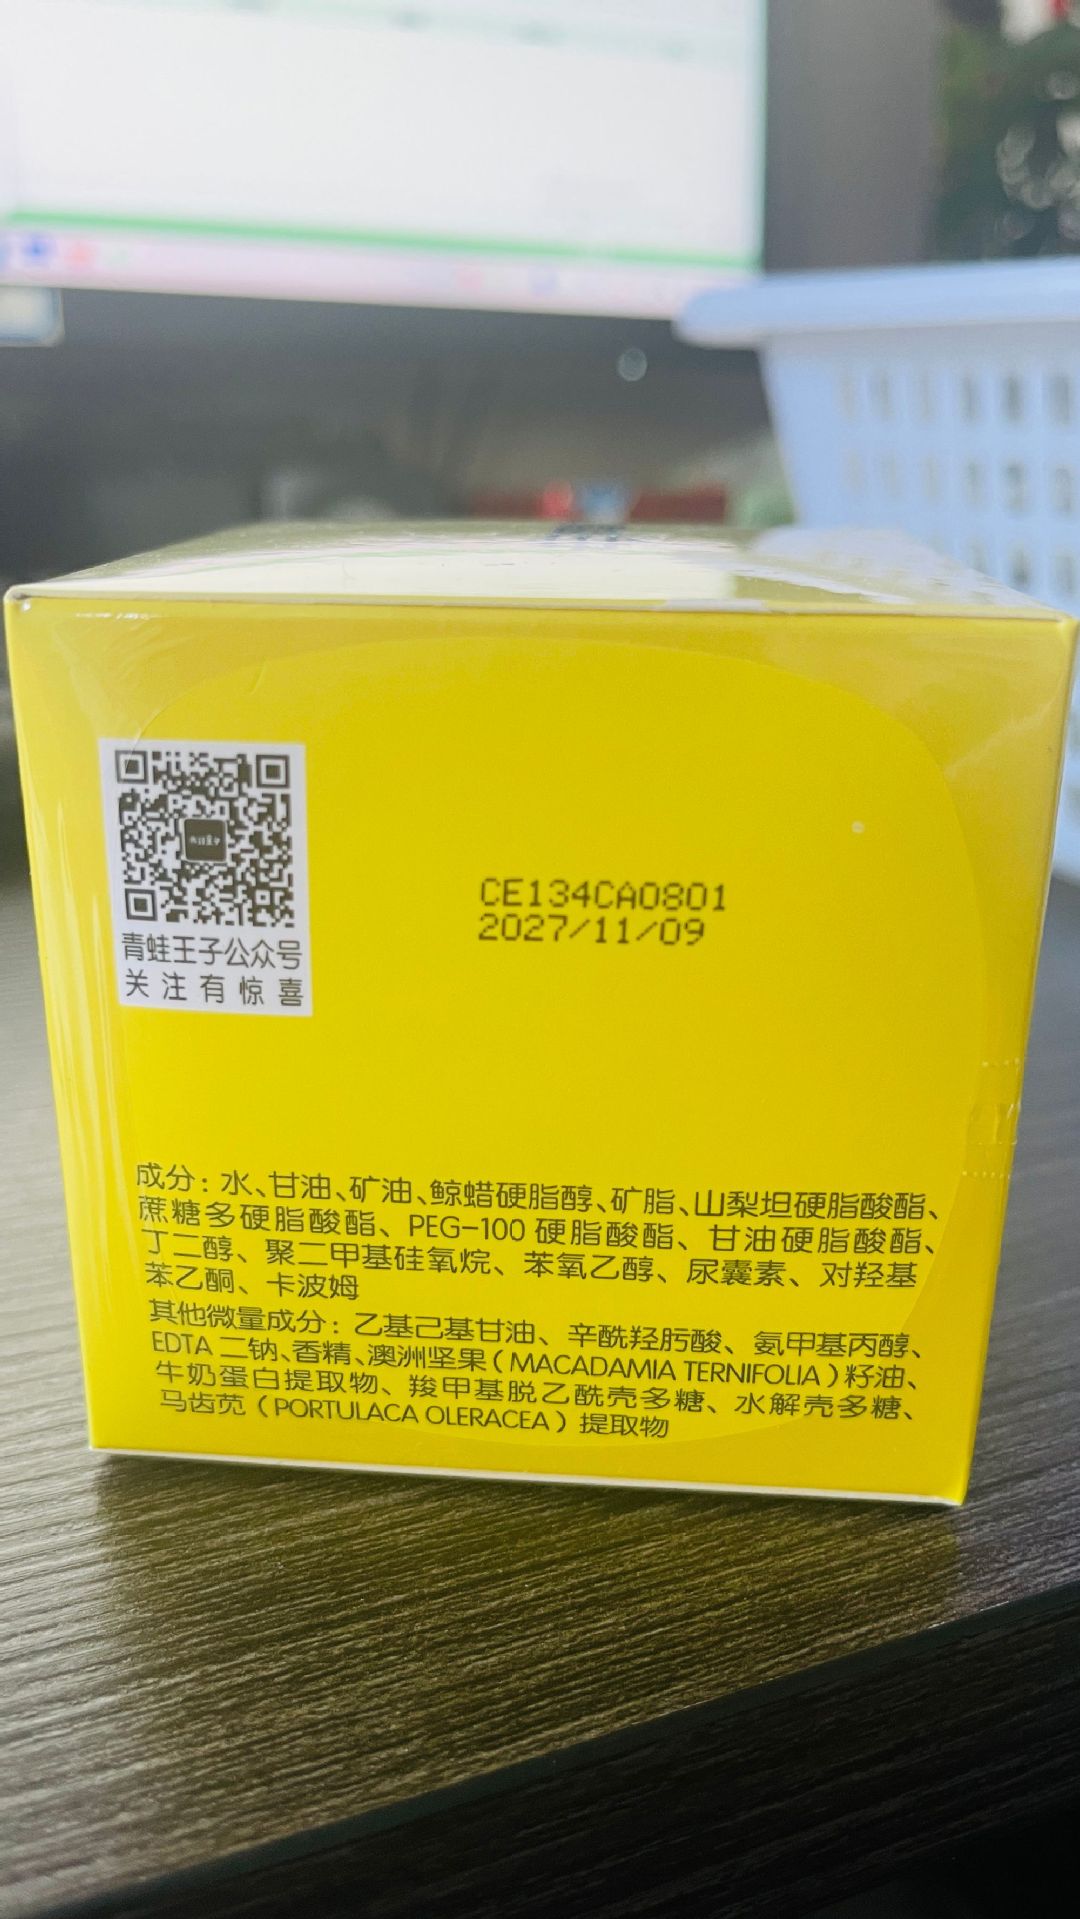 青蛙王子公众号
关注有惊喜
CE134CA0801
2027/11/09
成分：水、甘油、矿油、鲸蜡硬脂醇、矿脂、山梨坦硬脂酸酯、
蔗糖多硬脂酸酯、PEG-100 硬脂酸酯、甘油硬脂酸酯、
丁二醇、聚二甲基硅氧烷、苯氧乙醇、尿囊素、对羟基
苯乙酮、卡波姆
其他微量成分：乙基己基甘油、辛酰羟肟酸、氨甲基丙醇、
EDTA 二钠、香精、澳洲坚果（MACADAMIA TERNIFOLIA）籽油、
牛奶蛋白提取物、羧甲基脱乙酰壳多糖、水解壳多糖、
马齿苋（PORTULACA OLERACEA）提取物